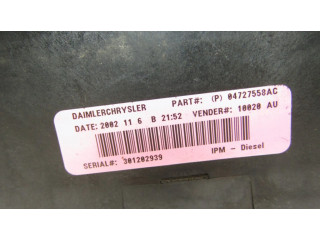 DAIMLERCHRYSLER PART#: (P) 04727558AC
DATE: 2002 11 6 B 21:52 VENDER#: 10020 AU
SERIAL#: 301202939 IPM - Diesel